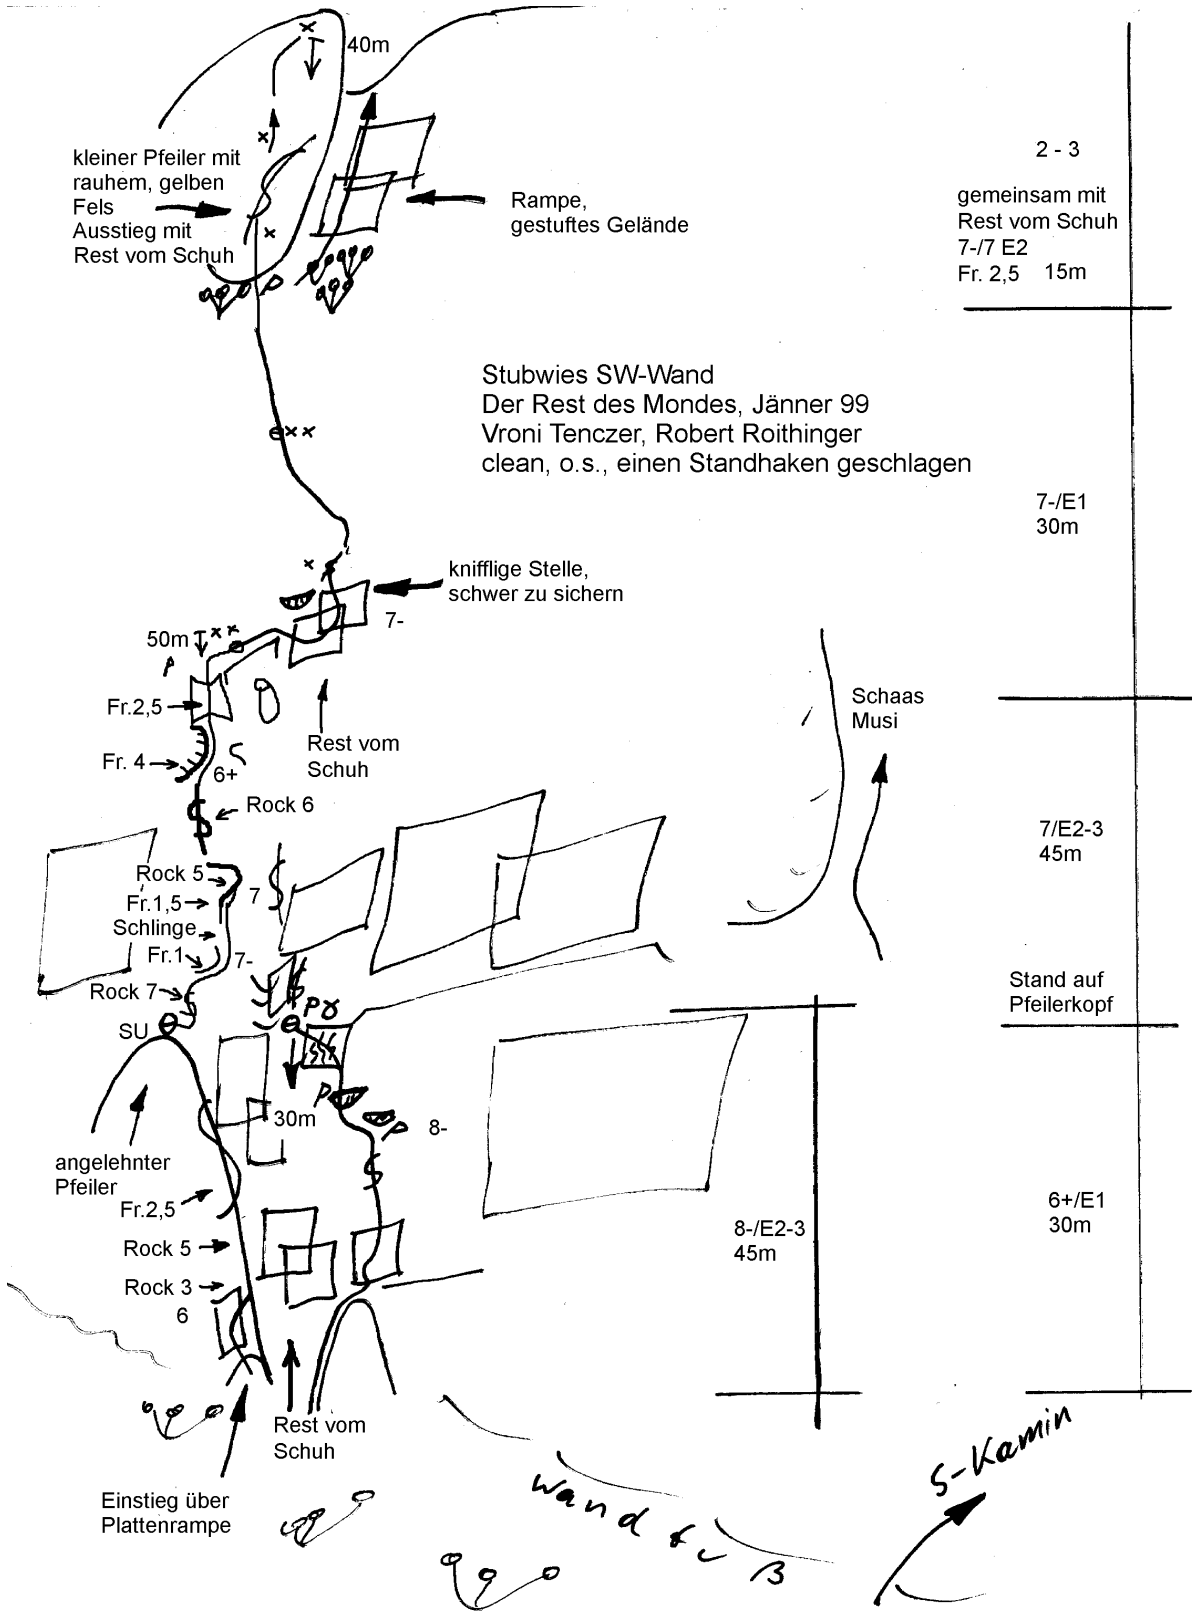 40m
kleiner Pfeiler mit
rauhem, gelben
Fels
Ausstieg mit
Rest vom Schuh
Rampe,
gestuftes Gelände
2 - 3
gemeinsam mit
Rest vom Schuh
7-/7 E2
Fr. 2,5 15m
Stubwies SW-Wand
Der Rest des Mondes, Jänner 99
Vroni Tenczer, Robert Roithinger
clean, o.s., einen Standhaken geschlagen
7-/E1
30m
knifflige Stelle,
schwer zu sichern
7-
50m
Fr.2,5
Rest vom
Schuh
Fr. 4
6+
Rock 6
Schaas
Musi
7/E2-3
45m
Rock 5
7
Fr.1,5
Schlinge
Fr.1
7-
Rock 7
SU
Stand auf
Pfeilerkopf
P
30m
P
P
8-
angelehnter
Pfeiler
Fr.2,5
Rock 5
Rock 3
6
8-/E2-3
45m
6+/E1
30m
Rest vom
Schuh
Einstieg über
Plattenrampe
Wandfuß
S-Kamin